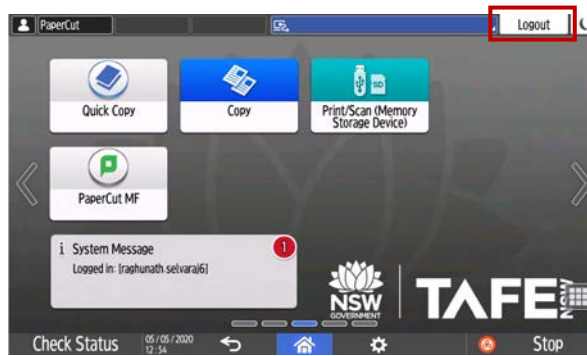 PaperCut
Logout
Quick Copy
Copy
Print/Scan (Memory
Storage Device)
SD
PaperCut MF
i System Message
1
Logged in: [raghunath.selvaraj6]
NSW
GOVERNMENT
TAFE
Check Status
05/05/2020
12:54
Stop